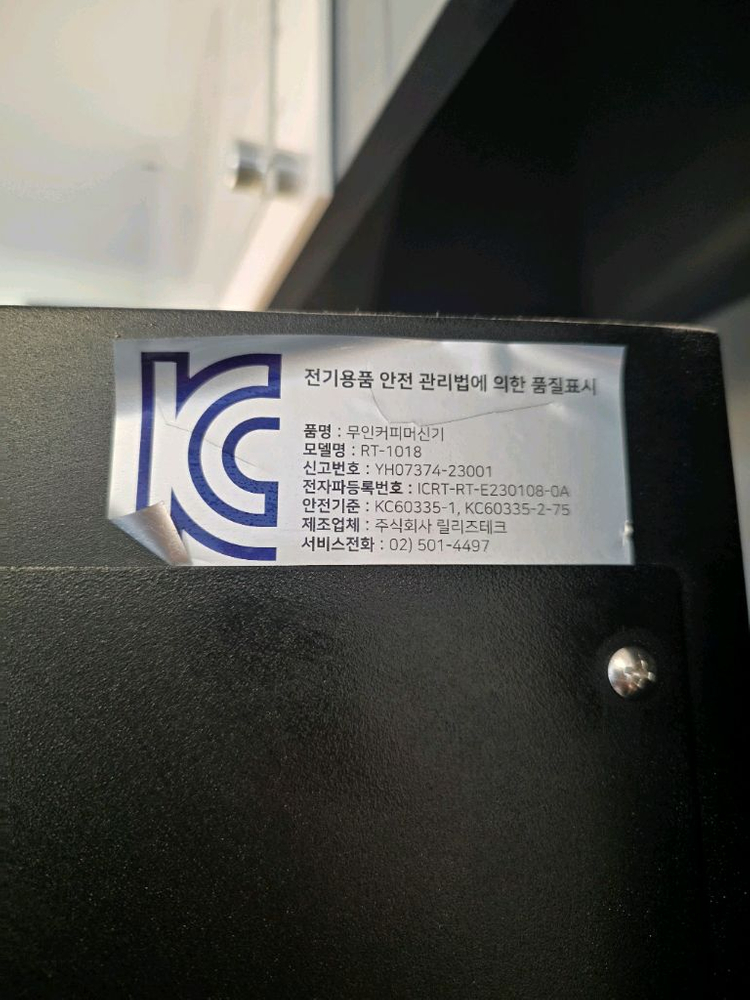 KC
전기용품 안전 관리법에 의한 품질표시
품명 : 무인커피머신기
모델명 : RT-1018
신고번호 : YH07374-23001
전자파등록번호 : ICRT-RT-E230108-0A
안전기준 : KC60335-1, KC60335-2-75
제조업체 : 주식회사 릴리즈테크
서비스전화 : 02) 501-4497